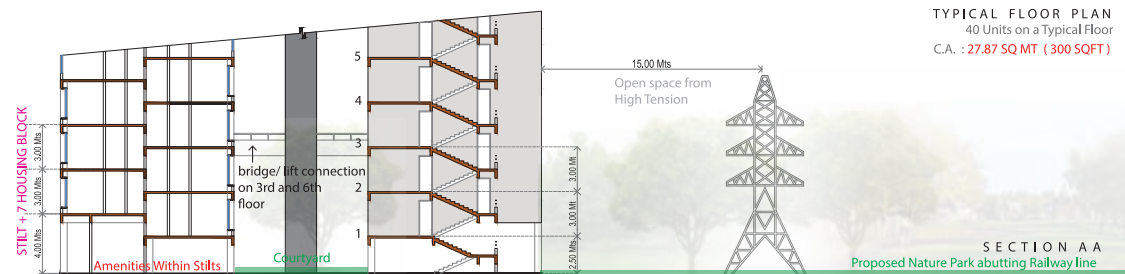 TYPICAL FLOOR PLAN
40 Units on a Typical Floor
C.A. : 27.87 SQ MT ( 300 SQFT )
15.00 Mts
Open space from
High Tension
5
4
3
2
1
bridge/ lift connection
on 3rd and 6th
floor
STILT + 7 HOUSING BLOCK
3.00 Mts
3.00 Mts
4.00 Mts
3.00 Mt
3.00 Mt
2.50 Mts
Amenities Within Stilts
Courtyard
SECTION AA
Proposed Nature Park abutting Railway line